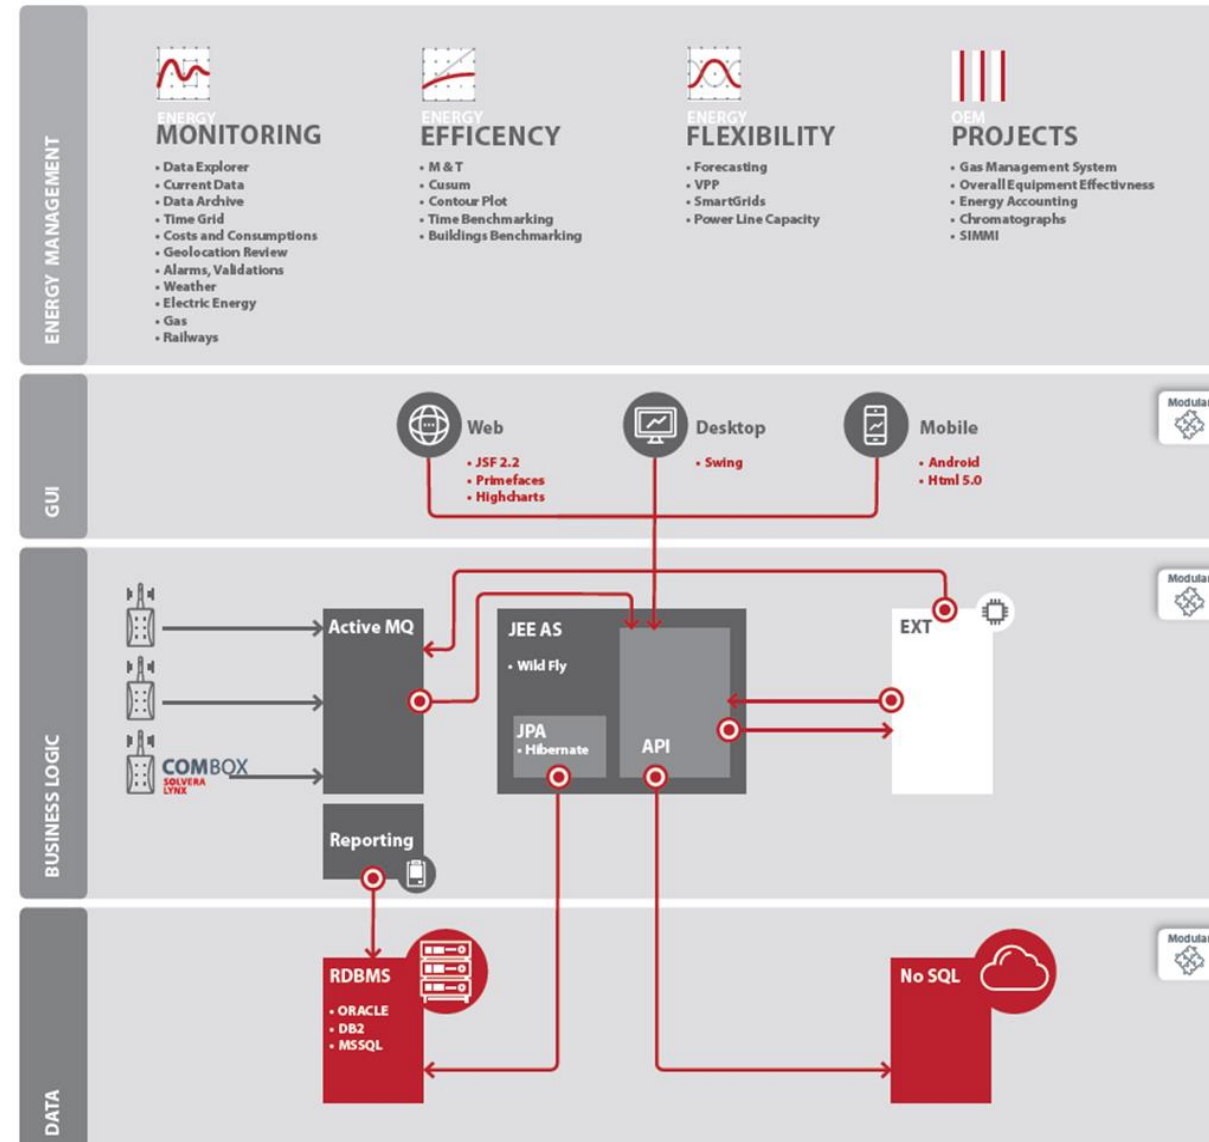 ENERGY MANAGEMENT
ENERGY
MONITORING
• Data Explorer
• Current Data
• Data Archive
• Time Grid
• Costs and Consumptions
• Geolocation Review
• Alarms, Validations
• Weather
• Electric Energy
• Gas
• Railways
ENERGY
EFFICENCY
• M & T
• Cusum
• Contour Plot
• Time Benchmarking
• Buildings Benchmarking
ENERGY
FLEXIBILITY
• Forecasting
• VPP
• SmartGrids
• Power Line Capacity
OEM
PROJECTS
• Gas Management System
• Overall Equipment Effectivness
• Energy Accounting
• Chromatographs
• SIMMI
GUI
Web
• JSF 2.2
• Primefaces
• Highcharts
Desktop
• Swing
Mobile
• Android
• Html 5.0
Modular
BUSINESS LOGIC
COMBOX
SOLVERA
LYNX
Active MQ
Reporting
JEE AS
• Wild Fly
JPA
• Hibernate
API
EXT
Modular
DATA
RDBMS
• ORACLE
• DB2
• MSSQL
No SQL
Modular